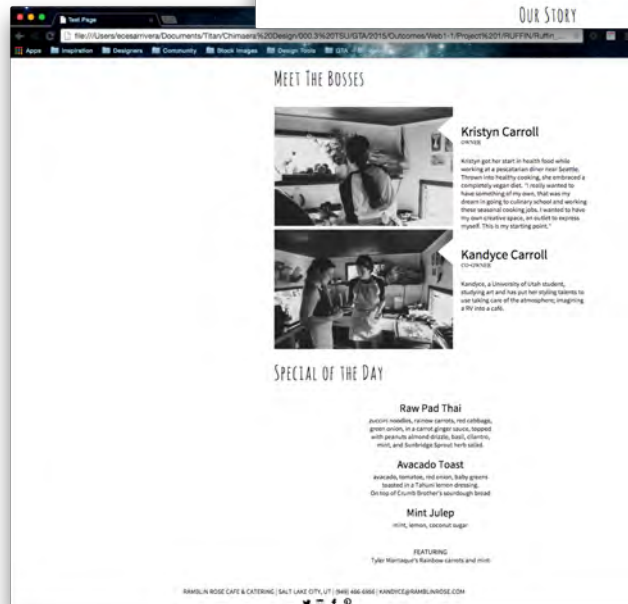 Our Story
Test Page
file:///Users/ecesarrivera/Documents/Titan/Chimaera%20Design/000.3%20TSU/GTA/2015/Outcomes/Web1-1/Project%201/RUFFIN/Ruffin_...
Apps Inspiration Designers Community Stock Images Design Tools GTA
Meet The Bosses
Kristyn Carroll
OWNER
Kristyn got her start in health food while
working at a pescatarian diner near Seattle.
Thrown into healthy cooking, she embraced a
completely vegan diet. "I really wanted to
have something of my own, that was my
dream in going to culinary school and working
these seasonal cooking jobs. I wanted to have
my own creative space, an outlet to express
myself. This is my starting point."
Kandyce Carroll
CO-OWNER
Kandyce, a University of Utah student,
studying art and has put her styling talents to
use taking care of the atmosphere; imagining
a RV into a café.
Special of the Day
Raw Pad Thai
zuccini noodles, rainow carrots, red cabbage,
green onion, in a carrot ginger sauce, topped
with peanuts almond drizzle, basil, cilantro,
mint, and Sunbridge Sprout herb salad.
Avacado Toast
avacado, tomatoe, red onion, baby greens
toasted in a Tahuni lemon dressing.
On top of Crumb Brother's sourdough bread
Mint Julep
mint, lemon, coconut sugar
FEATURING
Tyler Montaque's Rainbow carrots and mint
RAMBLIN ROSE CAFE & CATERING | SALT LAKE CITY, UT | (949) 466-6966 | KANDYCE@RAMBLINROSE.COM